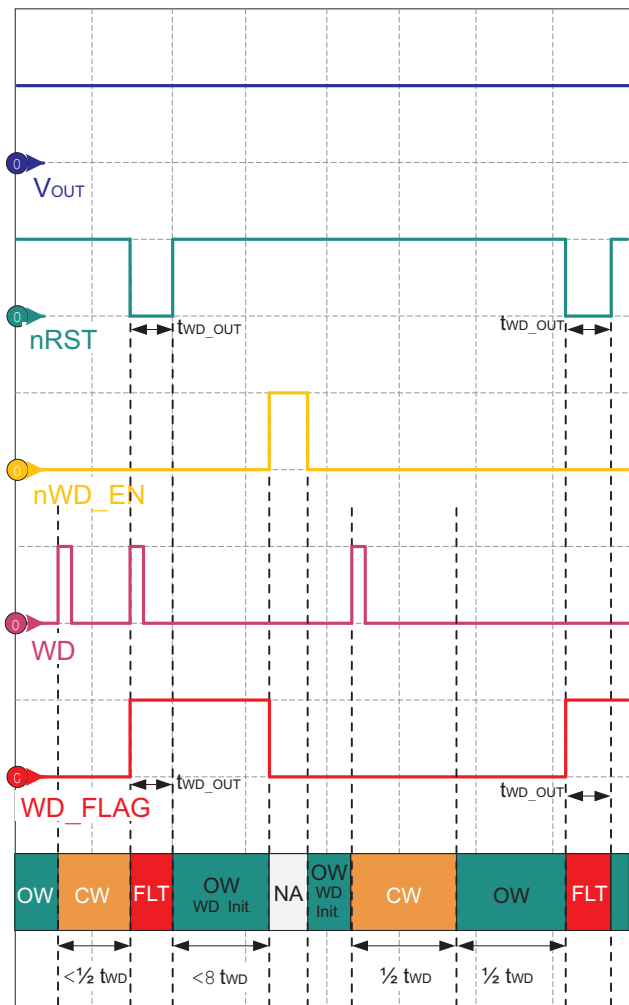 0
VOUT
0
nRST
tWD_OUT
tWD_OUT
0
nWD_EN
0
WD
0
WD_FLAG
tWD_OUT
tWD_OUT
OW
CW
FLT
OW
WD Init.
NA
OW
WD
Init.
CW
OW
FLT
<½ tWD
<8 tWD
½ tWD
½ tWD